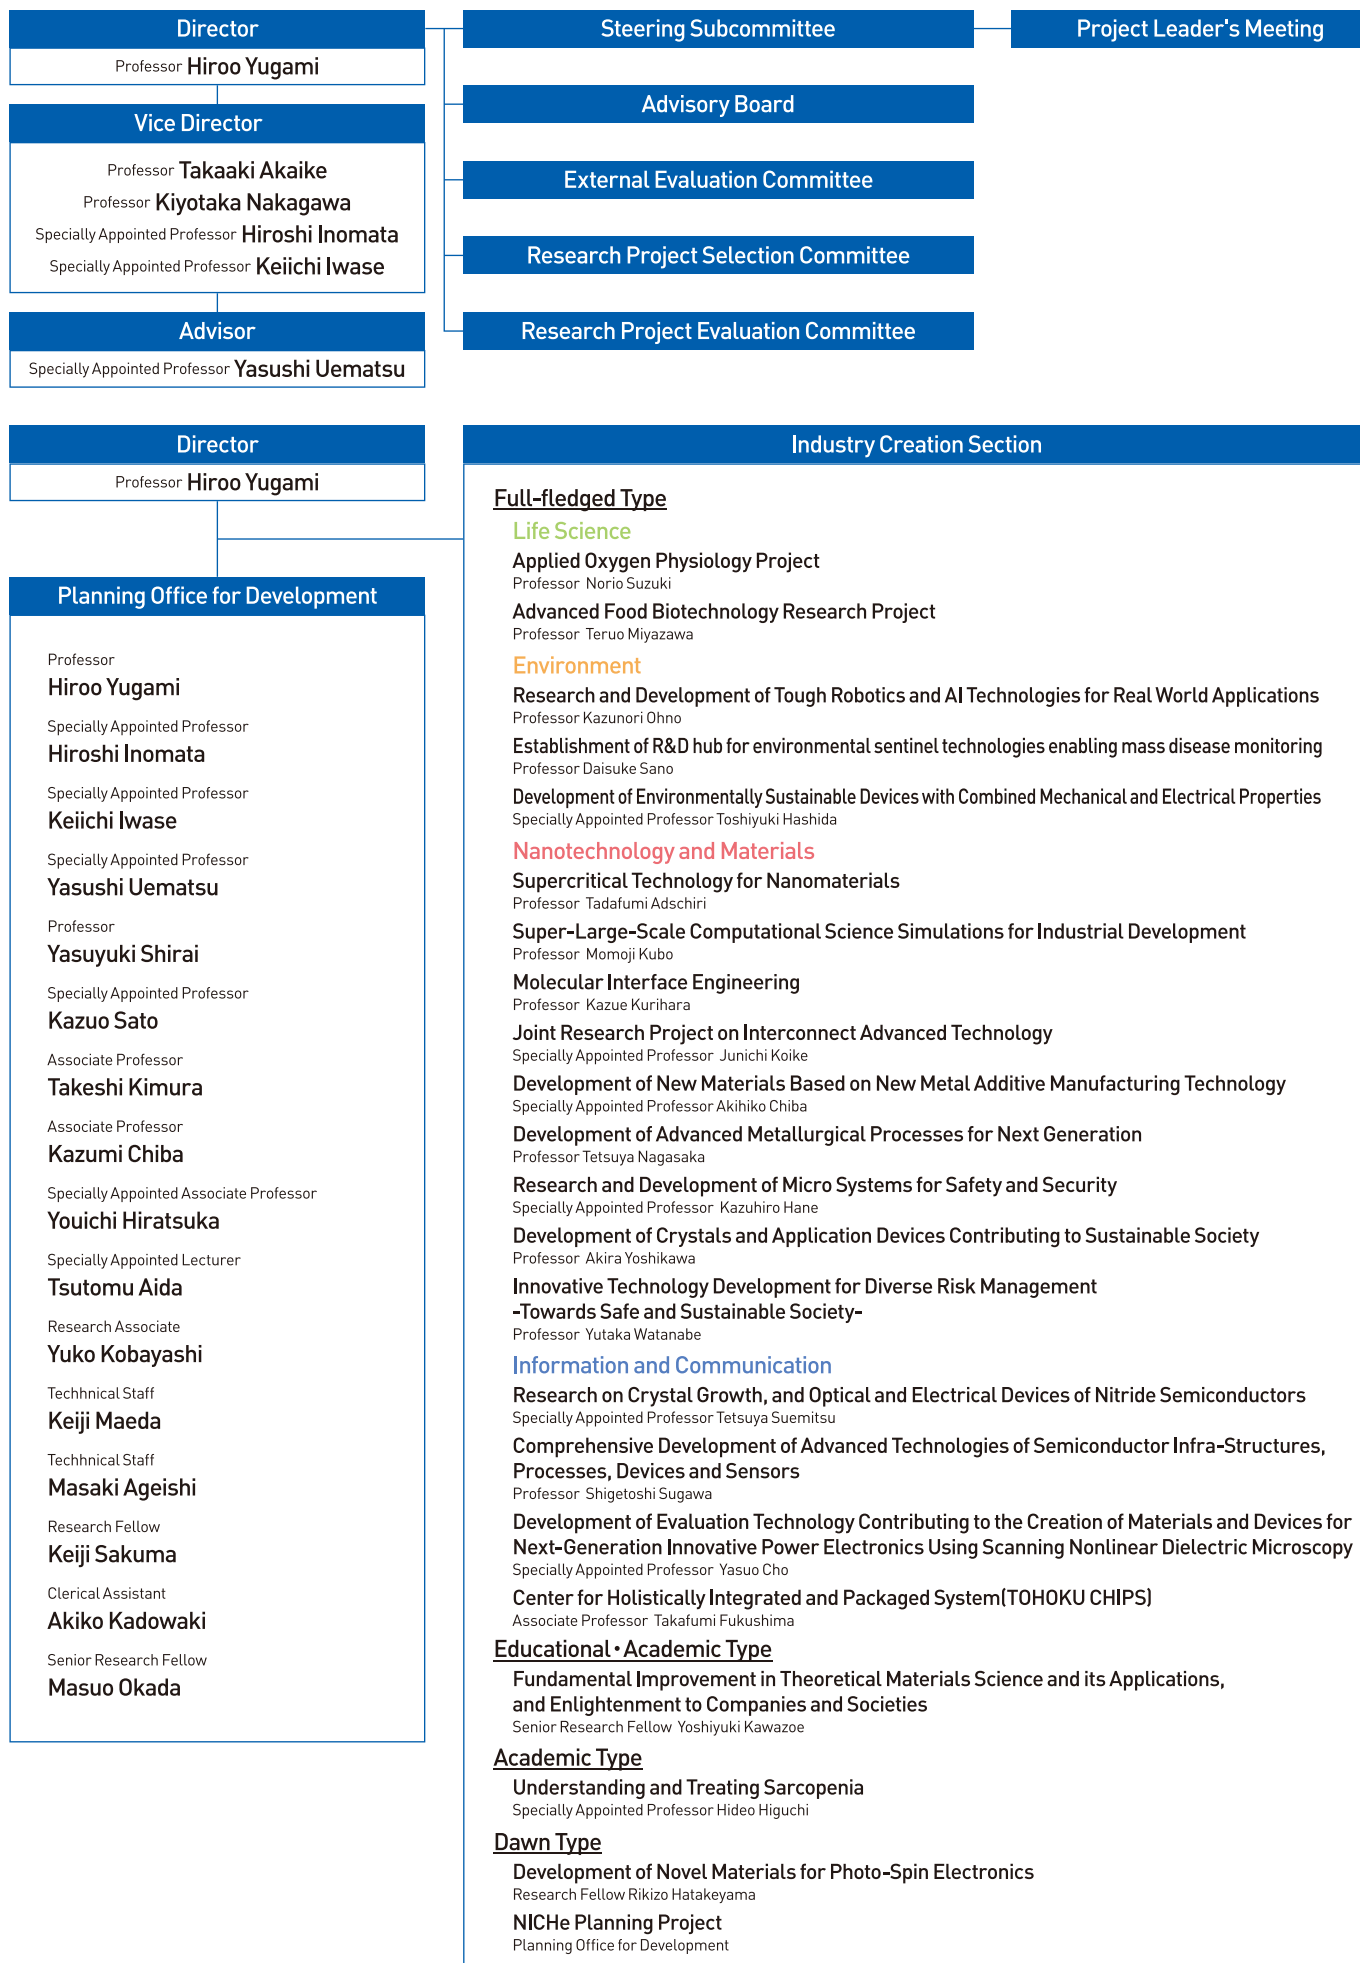 Director
Professor Hiroo Yugami
Vice Director
Professor Takaaki Akaike
Professor Kiyotaka Nakagawa
Specially Appointed Professor Hiroshi Inomata
Specially Appointed Professor Keiichi Iwase
Advisor
Specially Appointed Professor Yasushi Uematsu
Steering Subcommittee
Project Leader's Meeting
Advisory Board
External Evaluation Committee
Research Project Selection Committee
Research Project Evaluation Committee
Director
Professor Hiroo Yugami
Planning Office for Development
Professor
Hiroo Yugami
Specially Appointed Professor
Hiroshi Inomata
Specially Appointed Professor
Keiichi Iwase
Specially Appointed Professor
Yasushi Uematsu
Professor
Yasuyuki Shirai
Specially Appointed Professor
Kazuo Sato
Associate Professor
Takeshi Kimura
Associate Professor
Kazumi Chiba
Specially Appointed Associate Professor
Youichi Hiratsuka
Specially Appointed Lecturer
Tsutomu Aida
Research Associate
Yuko Kobayashi
Techhnical Staff
Keiji Maeda
Techhnical Staff
Masaki Ageishi
Research Fellow
Keiji Sakuma
Clerical Assistant
Akiko Kadowaki
Senior Research Fellow
Masuo Okada
Industry Creation Section
Full-fledged Type
Life Science
Applied Oxygen Physiology Project
Professor Norio Suzuki
Advanced Food Biotechnology Research Project
Professor Teruo Miyazawa
Environment
Research and Development of Tough Robotics and AI Technologies for Real World Applications
Professor Kazunori Ohno
Establishment of R&D hub for environmental sentinel technologies enabling mass disease monitoring
Professor Daisuke Sano
Development of Environmentally Sustainable Devices with Combined Mechanical and Electrical Properties
Specially Appointed Professor Toshiyuki Hashida
Nanotechnology and Materials
Supercritical Technology for Nanomaterials
Professor Tadafumi Adschiri
Super-Large-Scale Computational Science Simulations for Industrial Development
Professor Momoji Kubo
Molecular Interface Engineering
Professor Kazue Kurihara
Joint Research Project on Interconnect Advanced Technology
Specially Appointed Professor Junichi Koike
Development of New Materials Based on New Metal Additive Manufacturing Technology
Specially Appointed Professor Akihiko Chiba
Development of Advanced Metallurgical Processes for Next Generation
Professor Tetsuya Nagasaka
Research and Development of Micro Systems for Safety and Security
Specially Appointed Professor Kazuhiro Hane
Development of Crystals and Application Devices Contributing to Sustainable Society
Professor Akira Yoshikawa
Innovative Technology Development for Diverse Risk Management
-Towards Safe and Sustainable Society-
Professor Yutaka Watanabe
Information and Communication
Research on Crystal Growth, and Optical and Electrical Devices of Nitride Semiconductors
Specially Appointed Professor Tetsuya Suemitsu
Comprehensive Development of Advanced Technologies of Semiconductor Infra-Structures,
Processes, Devices and Sensors
Professor Shigetoshi Sugawa
Development of Evaluation Technology Contributing to the Creation of Materials and Devices for
Next-Generation Innovative Power Electronics Using Scanning Nonlinear Dielectric Microscopy
Specially Appointed Professor Yasuo Cho
Center for Holistically Integrated and Packaged System(TOHOKU CHIPS)
Associate Professor Takafumi Fukushima
Educational・Academic Type
Fundamental Improvement in Theoretical Materials Science and its Applications,
and Enlightenment to Companies and Societies
Senior Research Fellow Yoshiyuki Kawazoe
Academic Type
Understanding and Treating Sarcopenia
Specially Appointed Professor Hideo Higuchi
Dawn Type
Development of Novel Materials for Photo-Spin Electronics
Research Fellow Rikizo Hatakeyama
NICHe Planning Project
Planning Office for Development